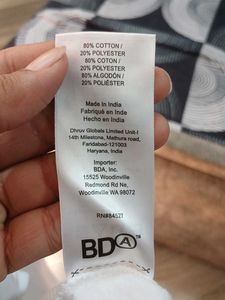 80% COTTON /
20% POLYESTER
80% COTON /
20% POLYESTER
80% ALGODÓN /
20% POLIÉSTER
Made in India
Fabriqué en Inde
Hecho en India
Dhruv Globals Limited Unit-I
14th Milestone, Mathura road,
Faridabad-121003
Haryana, India
Importer:
BDA, Inc.
15525 Woodinville
Redmond Rd Ne,
Woodinville WA 98072
RN#84521
BDA™